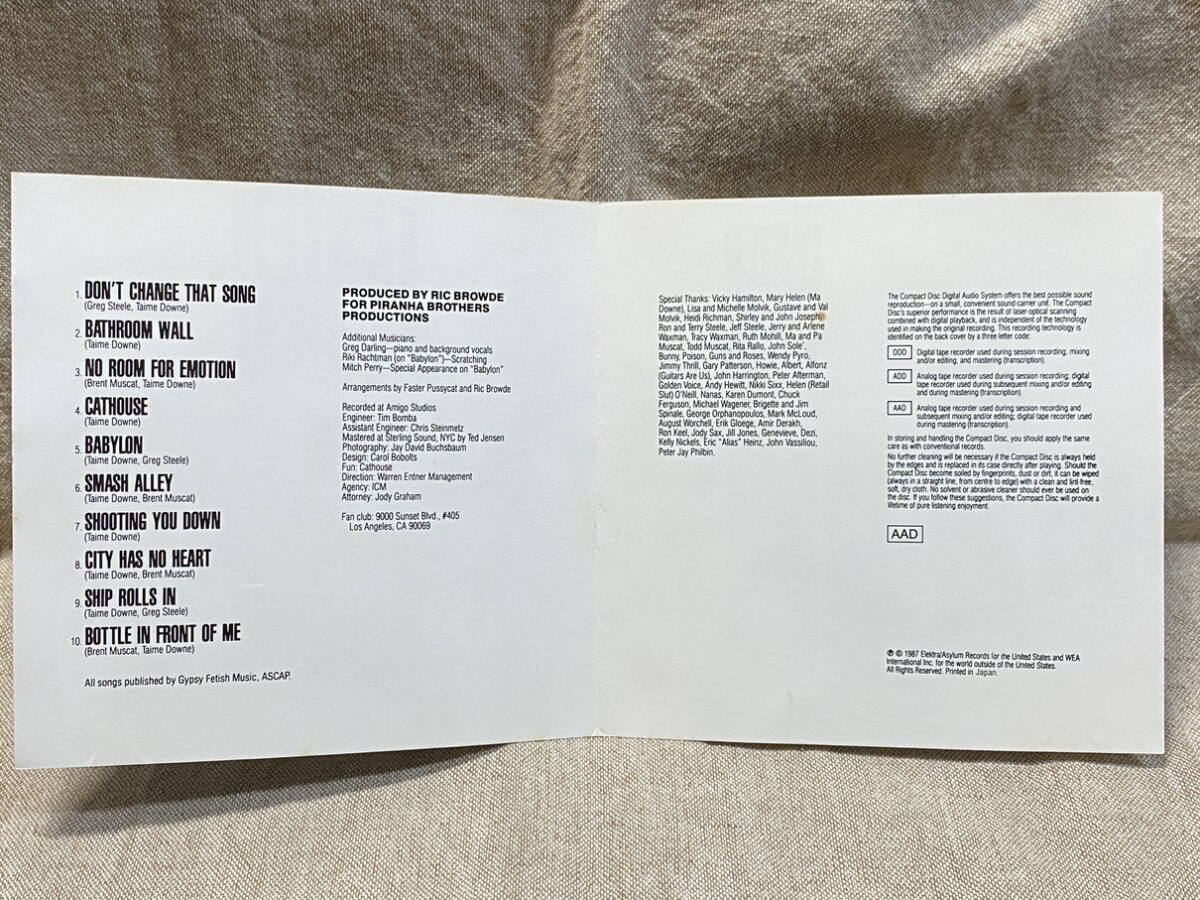 1. DON'T CHANGE THAT SONG
(Greg Steele, Taime Downe)
2. BATHROOM WALL
(Taime Downe)
3. NO ROOM FOR EMOTION
(Brent Muscat, Taime Downe)
4. CATHOUSE
(Taime Downe)
5. BABYLON
(Taime Downe, Greg Steele)
6. SMASH ALLEY
(Taime Downe, Brent Muscat)
7. SHOOTING YOU DOWN
(Taime Downe)
8. CITY HAS NO HEART
(Taime Downe, Brent Muscat)
9. SHIP ROLLS IN
(Taime Downe, Greg Steele)
10. BOTTLE IN FRONT OF ME
(Brent Muscat, Taime Downe)
All songs published by Gypsy Fetish Music, ASCAP.
PRODUCED BY RIC BROWDE
FOR PIRANHA BROTHERS
PRODUCTIONS
Additional Musicians:
Greg Darling—piano and background vocals
Riki Rachtman (on "Babylon")—Scratching
Mitch Perry—Special Appearance on "Babylon"
Arrangements by Faster Pussycat and Ric Browde
Recorded at Amigo Studios
Engineer: Tim Bomba
Assistant Engineer: Chris Steinmetz
Mastered at Sterling Sound, NYC by Ted Jensen
Photography: Jay David Buchsbaum
Design: Carol Bobolts
Fun: Cathouse
Direction: Warren Entner Management
Agency: ICM
Attorney: Jody Graham
Fan club: 9000 Sunset Blvd., #405
Los Angeles, CA 90069
Special Thanks: Vicky Hamilton, Mary Helen (Ma
Downe), Lisa and Michelle Molvik, Gustave and Val
Molvik, Heidi Richman, Shirley and John Joseph,
Ron and Terry Steele, Jeff Steele, Jerry and Arlene
Waxman, Tracy Waxman, Ruth Mohill, Ma and Pa
Muscat, Todd Muscat, Rita Rallo, John Sole',
Bunny, Poison, Guns and Roses, Wendy Pyro,
Jimmy Thrill, Gary Patterson, Howie, Albert, Alfonz
(Guitars Are Us), John Harrington, Peter Alterman,
Golden Voice, Andy Hewitt, Nikki Sixx, Helen (Retail
Slut) O'Neill, Nanas, Karen Dumont, Chuck
Ferguson, Michael Wagener, Brigette and Jim
Spinale, George Orphanopoulos, Mark McLoud,
August Worchell, Erik Gloege, Amir Derakh,
Ron Keel, Jody Sax, Jill Jones, Genevieve, Dezi,
Kelly Nickels, Eric "Alias" Heinz, John Vassiliou,
Peter Jay Philbin.
The Compact Disc Digital Audio System offers the best possible sound
reproduction—on a small, convenient sound-carrier unit. The Compact
Disc's superior performance is the result of laser optical scanning
combined with digital playback, and is independent of the technology
used in making the original recording. This recording technology is
identified on the back cover by a three-letter code:
DDD Digital tape recorder used during session recording, mixing
and/or editing, and mastering (transcription).
ADD Analog tape recorder used during session recording; digital
tape recorder used during subsequent mixing and/or editing
and during mastering (transcription).
AAD Analog tape recorder used during session recording and
subsequent mixing and/or editing; digital tape recorder used
during mastering (transcription).
In storing and handling the Compact Disc, you should apply the same
care as with conventional records.
No further cleaning will be necessary if the Compact Disc is always held
by the edges and is replaced in its case directly after playing. Should the
Compact Disc become soiled by fingerprints, dust or dirt, it can be wiped
(always in a straight line, from centre to edge) with a clean and lint-free,
soft, dry cloth. No solvent or abrasive cleaner should ever be used on
the disc. If you follow these suggestions, the Compact Disc will provide a
lifetime of pure listening enjoyment.
AAD
℗ © 1987 Elektra/Asylum Records for the United States and WEA
International Inc. for the world outside of the United States.
All Rights Reserved. Printed in Japan.